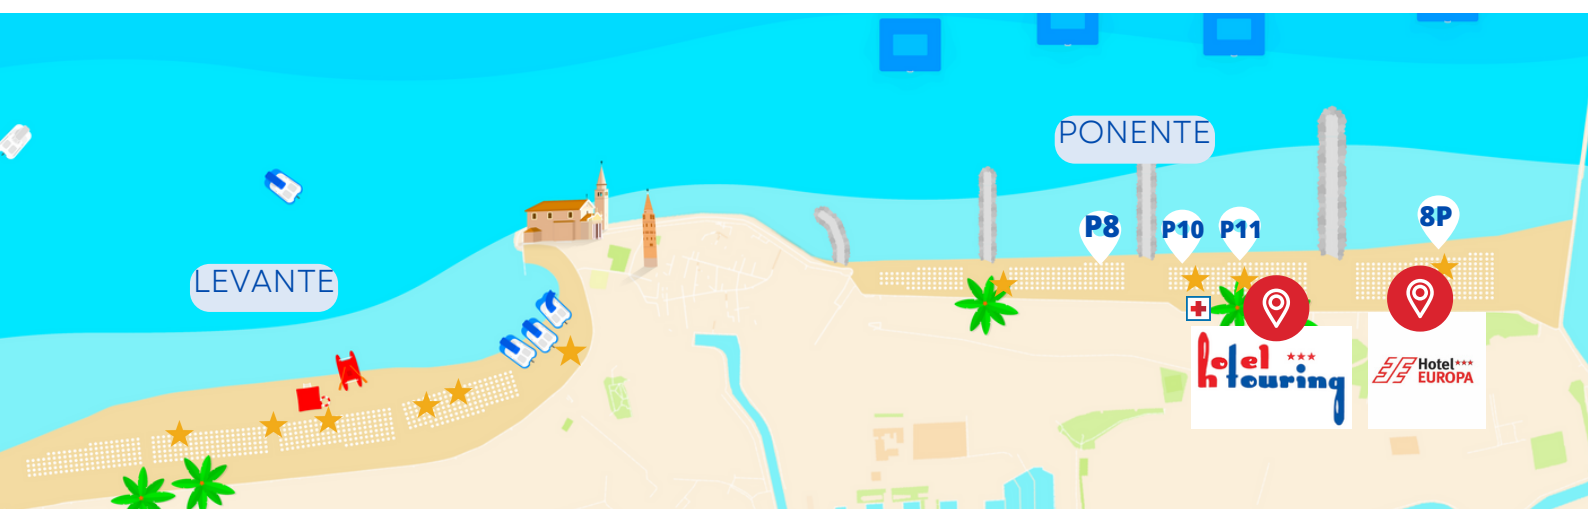 PONENTE
LEVANTE
P8
P10
P11
8P
hotel ***
touring
Hotel***
EUROPA